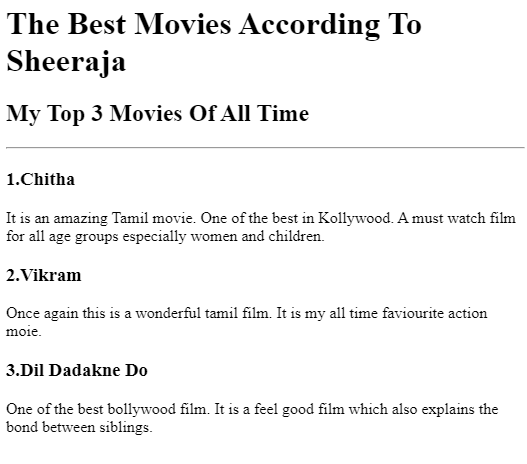 The Best Movies According To
Sheeraja
My Top 3 Movies Of All Time
1.Chitha
It is an amazing Tamil movie. One of the best in Kollywood. A must watch film
for all age groups especially women and children.
2.Vikram
Once again this is a wonderful tamil film. It is my all time faviourite action
moie.
3.Dil Dadakne Do
One of the best bollywood film. It is a feel good film which also explains the
bond between siblings.